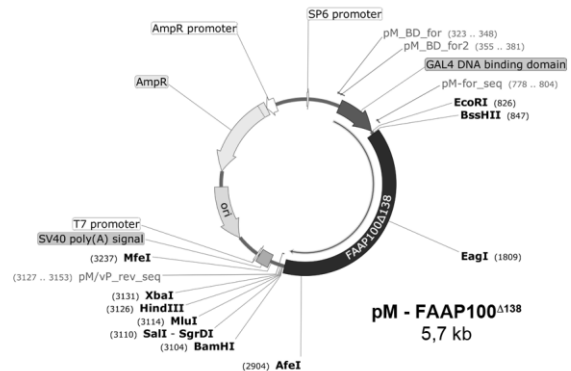 SP6 promoter
AmpR promoter
pM_BD_for (323 .. 348)
pM_BD_for2 (355 .. 381)
GAL4 DNA binding domain
AmpR
pM-for_seq (778 .. 804)
EcoRI (826)
BssHII (847)
ori
FAAP100Δ138
T7 promoter
SV40 poly(A) signal
(3237) MfeI
EagI (1809)
(3127 .. 3153) pM/vP_rev_seq
(3131) XbaI
(3126) HindIII
(3114) MluI
(3110) SalI - SgrDI
(3104) BamHI
(2904) AfeI
pM - FAAP100Δ138
5,7 kb